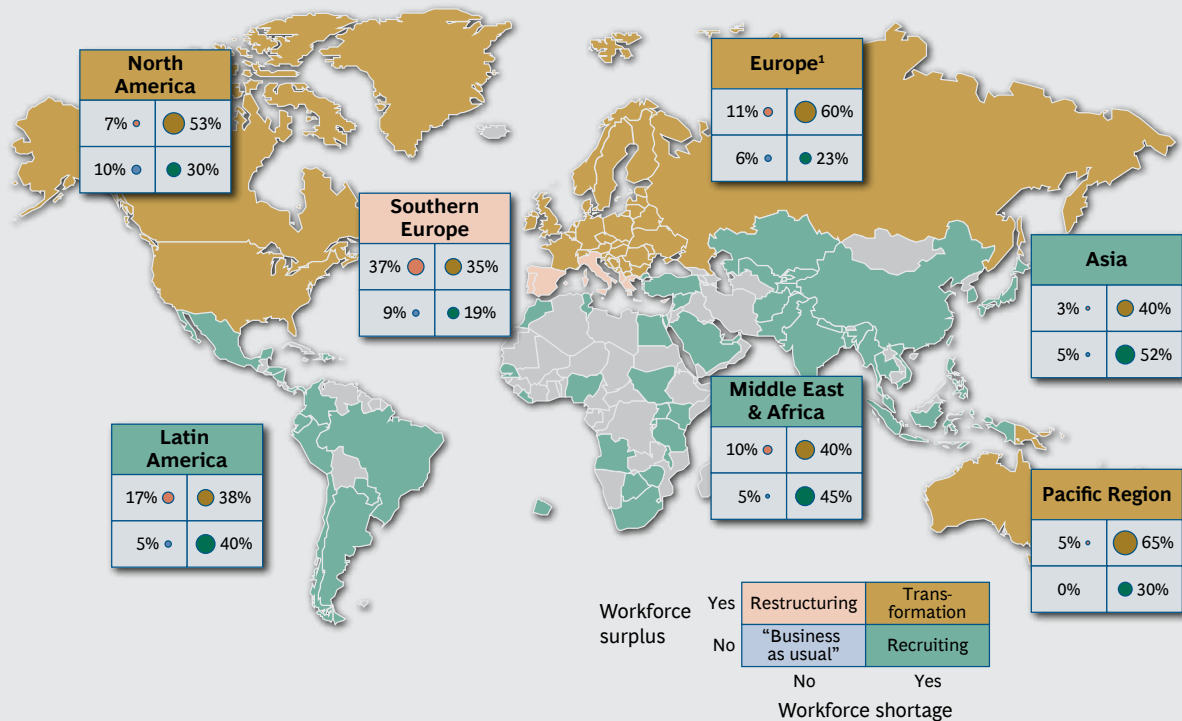 North
America
7% 53%
10% 30%
Europe¹
11% 60%
6% 23%
Southern
Europe
37% 35%
9% 19%
Asia
3% 40%
5% 52%
Middle East
& Africa
10% 40%
5% 45%
Latin
America
17% 38%
5% 40%
Pacific Region
5% 65%
0% 30%
Workforce
surplus
Yes
No
Restructuring
Trans-
formation
“Business
as usual”
Recruiting
No Yes
Workforce shortage